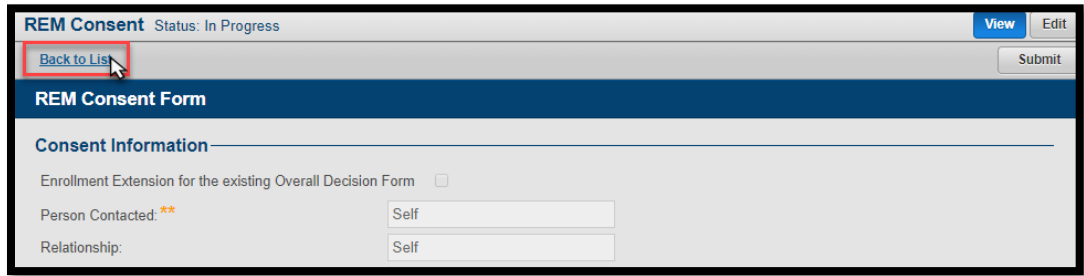 REM Consent Status: In Progress View Edit
Back to List Submit
REM Consent Form
Consent Information
Enrollment Extension for the existing Overall Decision Form
Person Contacted:** Self
Relationship: Self